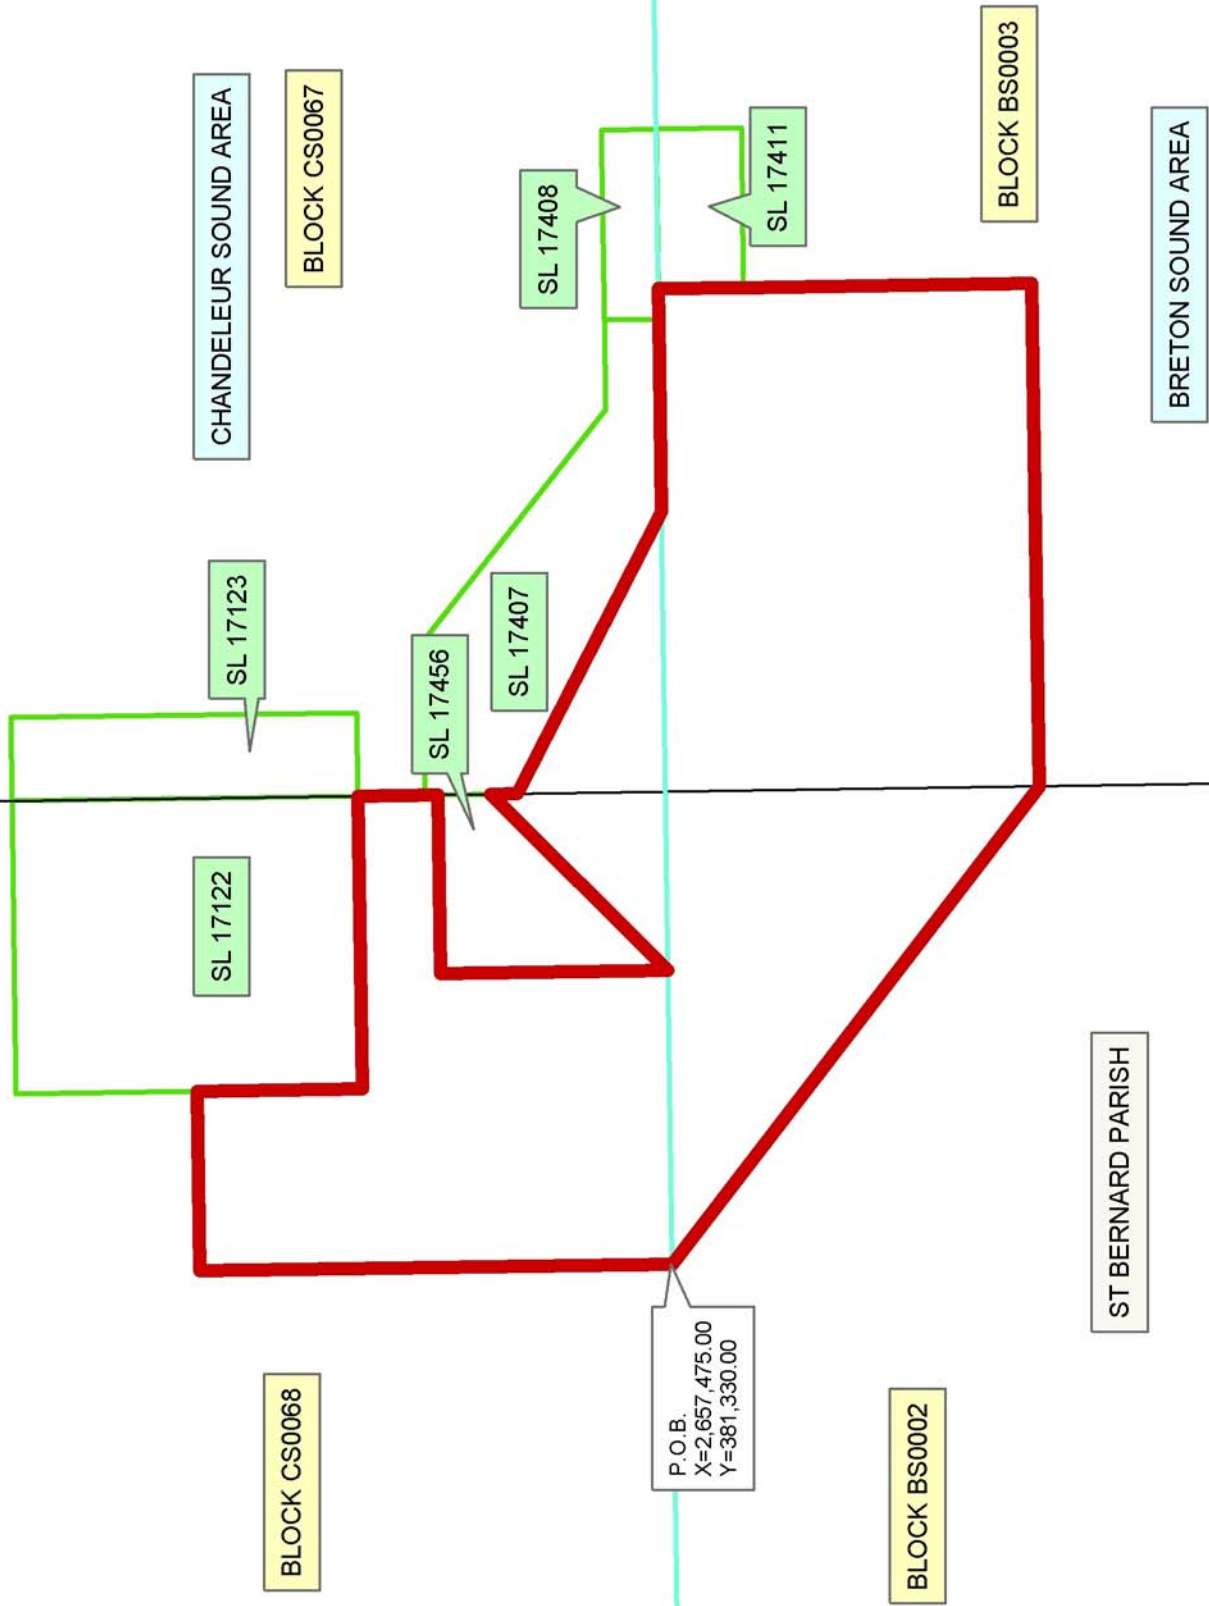 CHANDELEUR SOUND AREA
BLOCK CS0068
BLOCK CS0067
SL 17122
SL 17123
SL 17456
SL 17407
SL 17408
SL 17411
P.O.B.
X=2,657,475.00
Y=381,330.00
BLOCK BS0002
BLOCK BS0003
ST BERNARD PARISH
BRETON SOUND AREA